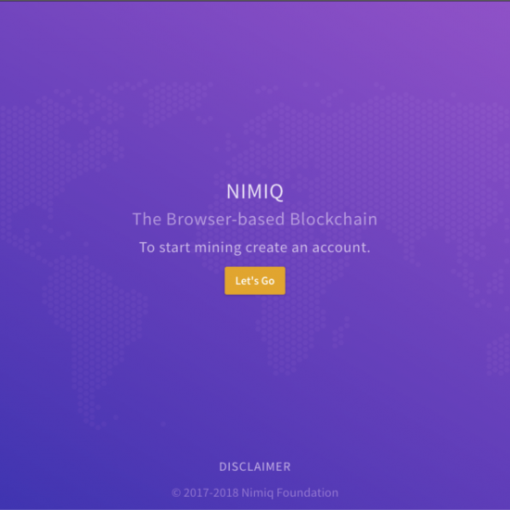 NIMIQ
The Browser-based Blockchain
To start mining create an account.
Let's Go
DISCLAIMER
© 2017-2018 Nimiq Foundation